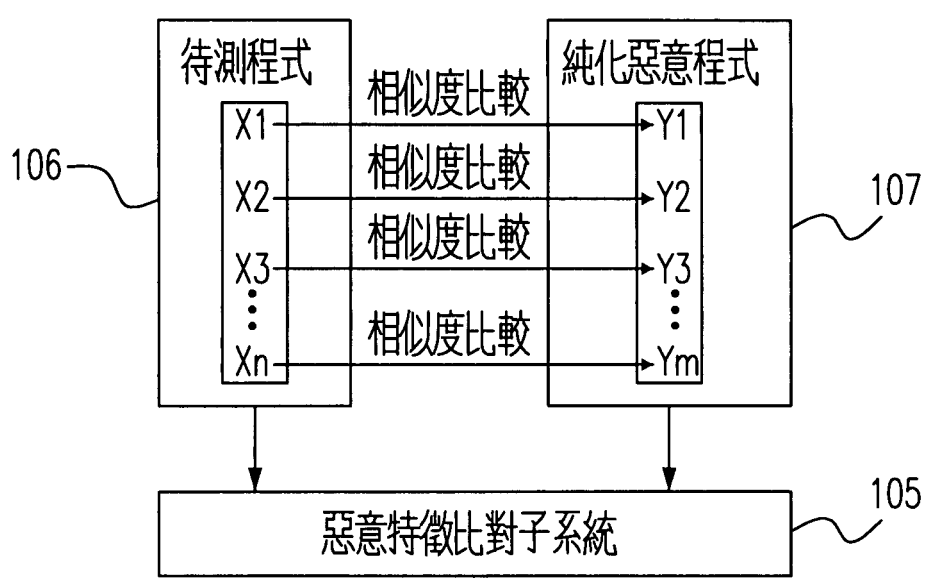 待測程式
純化惡意程式
X1
相似度比較
Y1
106
X2
相似度比較
Y2
107
X3
相似度比較
Y3
Xn
相似度比較
Ym
惡意特徵比對子系統
105